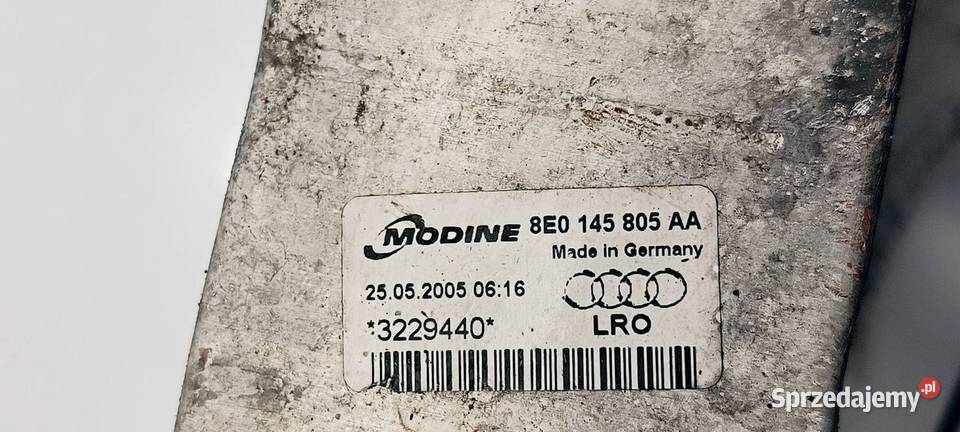 MODINE 8E0 145 805 AA
Made in Germany
25.05.2005 06:16
*3229440*
LRO
Sprzedajemy.pl